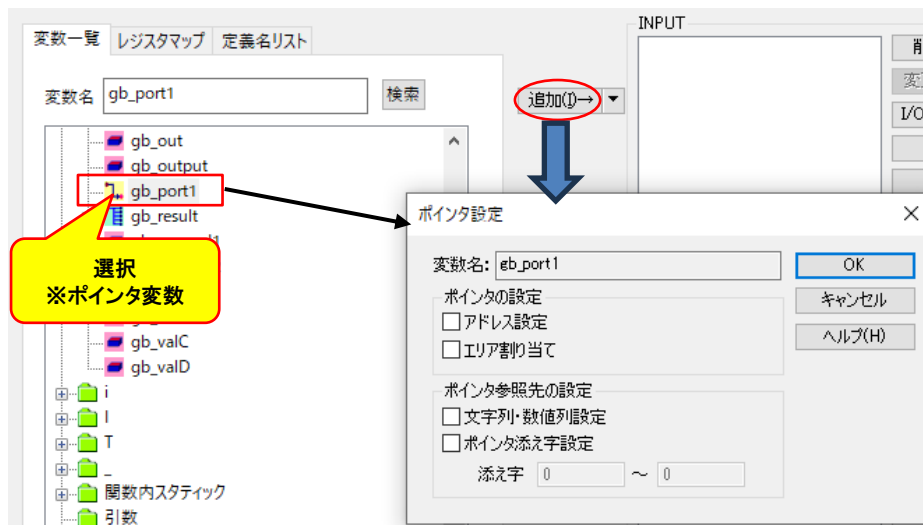 変数一覧 レジスタマップ 定義名リスト
変数名 gb_port1 検索
gb_out
gb_output
gb_port1
gb_result
選択
※ポインタ変数
gb_valC
gb_valD
i
I
T
_
関数内スタティック
引数
追加(I)→
INPUT
I/O
ポインタ設定
変数名: gb_port1
OK
キャンセル
ヘルプ(H)
ポインタの設定
アドレス設定
エリア割り当て
ポインタ参照先の設定
文字列・数値列設定
ポインタ添え字設定
添え字 0 ～ 0